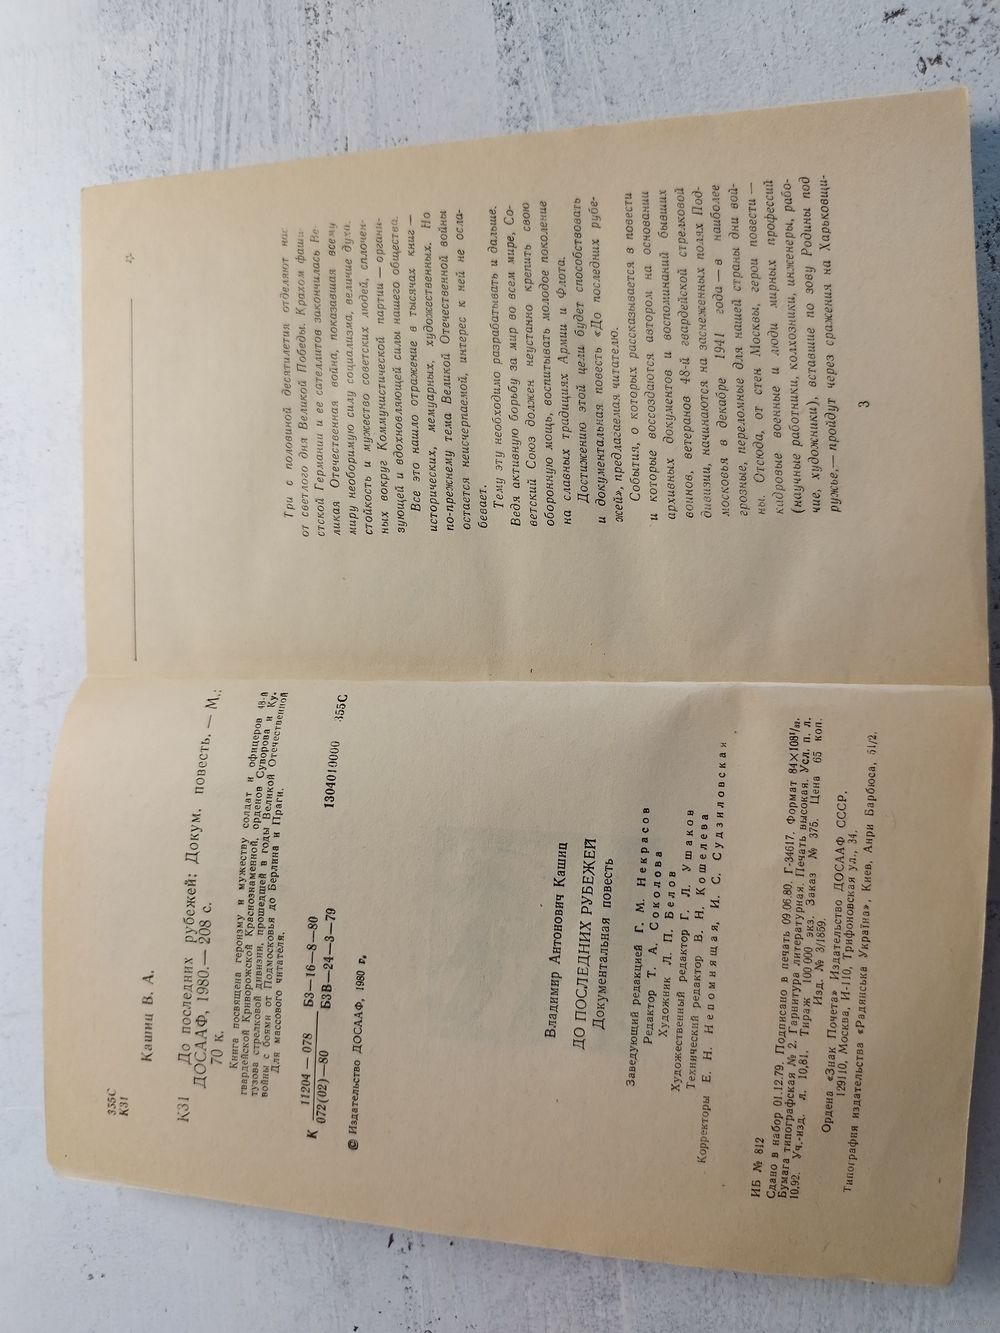 355С
К31
Кашиц В. А.
К31 До последних рубежей: Докум. повесть. — М.:
ДОСААФ, 1980.— 208 с.
70 к.
Книга посвящена героизму и мужеству солдат и офицеров 48-й
гвардейской Криворожской Краснознаменной, орденов Суворова и Ку-
тузова стрелковой дивизии, прошедшей в годы Великой Отечественной
войны с боями от Подмосковья до Берлина и Праги.
Для массового читателя.
К 11204—078 Б3—16—8—80
072(02)—80 БЗВ—24—3—79 1304010000 355С
© Издательство ДОСААФ, 1980 г.
Владимир Антонович Кашиц
ДО ПОСЛЕДНИХ РУБЕЖЕЙ
Документальная повесть
Заведующий редакцией Г. М. Некрасов
Редактор Т. А. Соколова
Художник Л. П. Белов
Художественный редактор Г. Л. Ушаков
Технический редактор В. Н. Кошелева
Корректоры Е. Н. Непомнящая, И. С. Судзиловская
ИБ № 812
Сдано в набор 01.12.79. Подписано в печать 09.06.80. Г-34617. Формат 84×108¹/₃₂.
Бумага типографская № 2. Гарнитура литературная. Печать высокая. Усл. п. л.
10,92. Уч.-изд. л. 10,81. Тираж 100 000 экз. Заказ № 375. Цена 65 коп.
Изд. № 3/1859.
Ордена «Знак Почета» Издательство ДОСААФ СССР,
129110, Москва, И-110, Трифоновская ул., 34.
Типография издательства «Радянська Україна», Киев, Анри Барбюса, 51/2.
Три с половиной десятилетия отделяют нас
от светлого дня Великой Победы. Крахом фаши-
стской Германии и ее сателлитов закончилась Ве-
ликая Отечественная война, показавшая всему
миру необоримую силу социализма, величие духа,
стойкость и мужество советских людей, сплочен-
ных вокруг Коммунистической партии — органи-
зующей и вдохновляющей силы нашего общества.
Все это нашло отражение в тысячах книг —
исторических, мемуарных, художественных. Но
по-прежнему тема Великой Отечественной войны
остается неисчерпаемой, интерес к ней не осла-
бевает.
Тему эту необходимо разрабатывать и дальше.
Ведя активную борьбу за мир во всем мире, Со-
ветский Союз должен неустанно крепить свою
оборонную мощь, воспитывать молодое поколение
на славных традициях Армии и Флота.
Достижению этой цели будет способствовать
и документальная повесть «До последних рубе-
жей», предлагаемая читателю.
События, о которых рассказывается в повести
и которые воссоздаются автором на основании
архивных документов и воспоминаний бывших
воинов, ветеранов 48-й гвардейской стрелковой
дивизии, начинаются на заснеженных полях Под-
московья в декабре 1941 года — в наиболее
грозные, переломные для нашей страны дни вой-
ны. Отсюда, от стен Москвы, герои повести —
кадровые военные и люди мирных профессий
(научные работники, колхозники, инженеры, рабо-
чие, художники), вставшие по зову Родины под
ружье,— пройдут через сражения на Харьковщи-
3